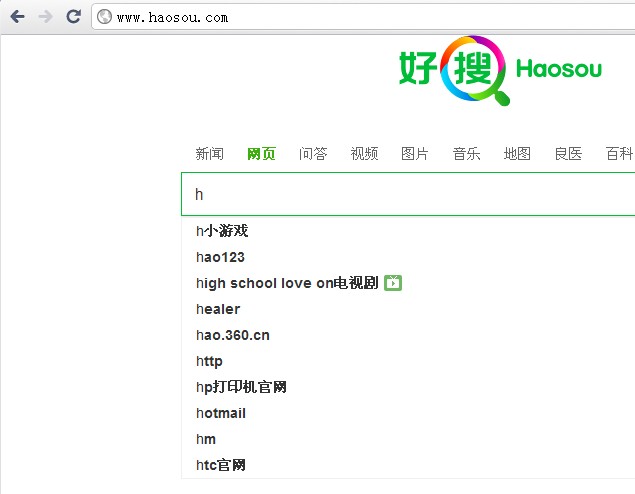 www.haosou.com
好搜 Haosou
新闻 网页 问答 视频 图片 音乐 地图 良医 百科
h
h小游戏
hao123
high school love on电视剧
healer
hao.360.cn
http
hp打印机官网
hotmail
hm
htc官网